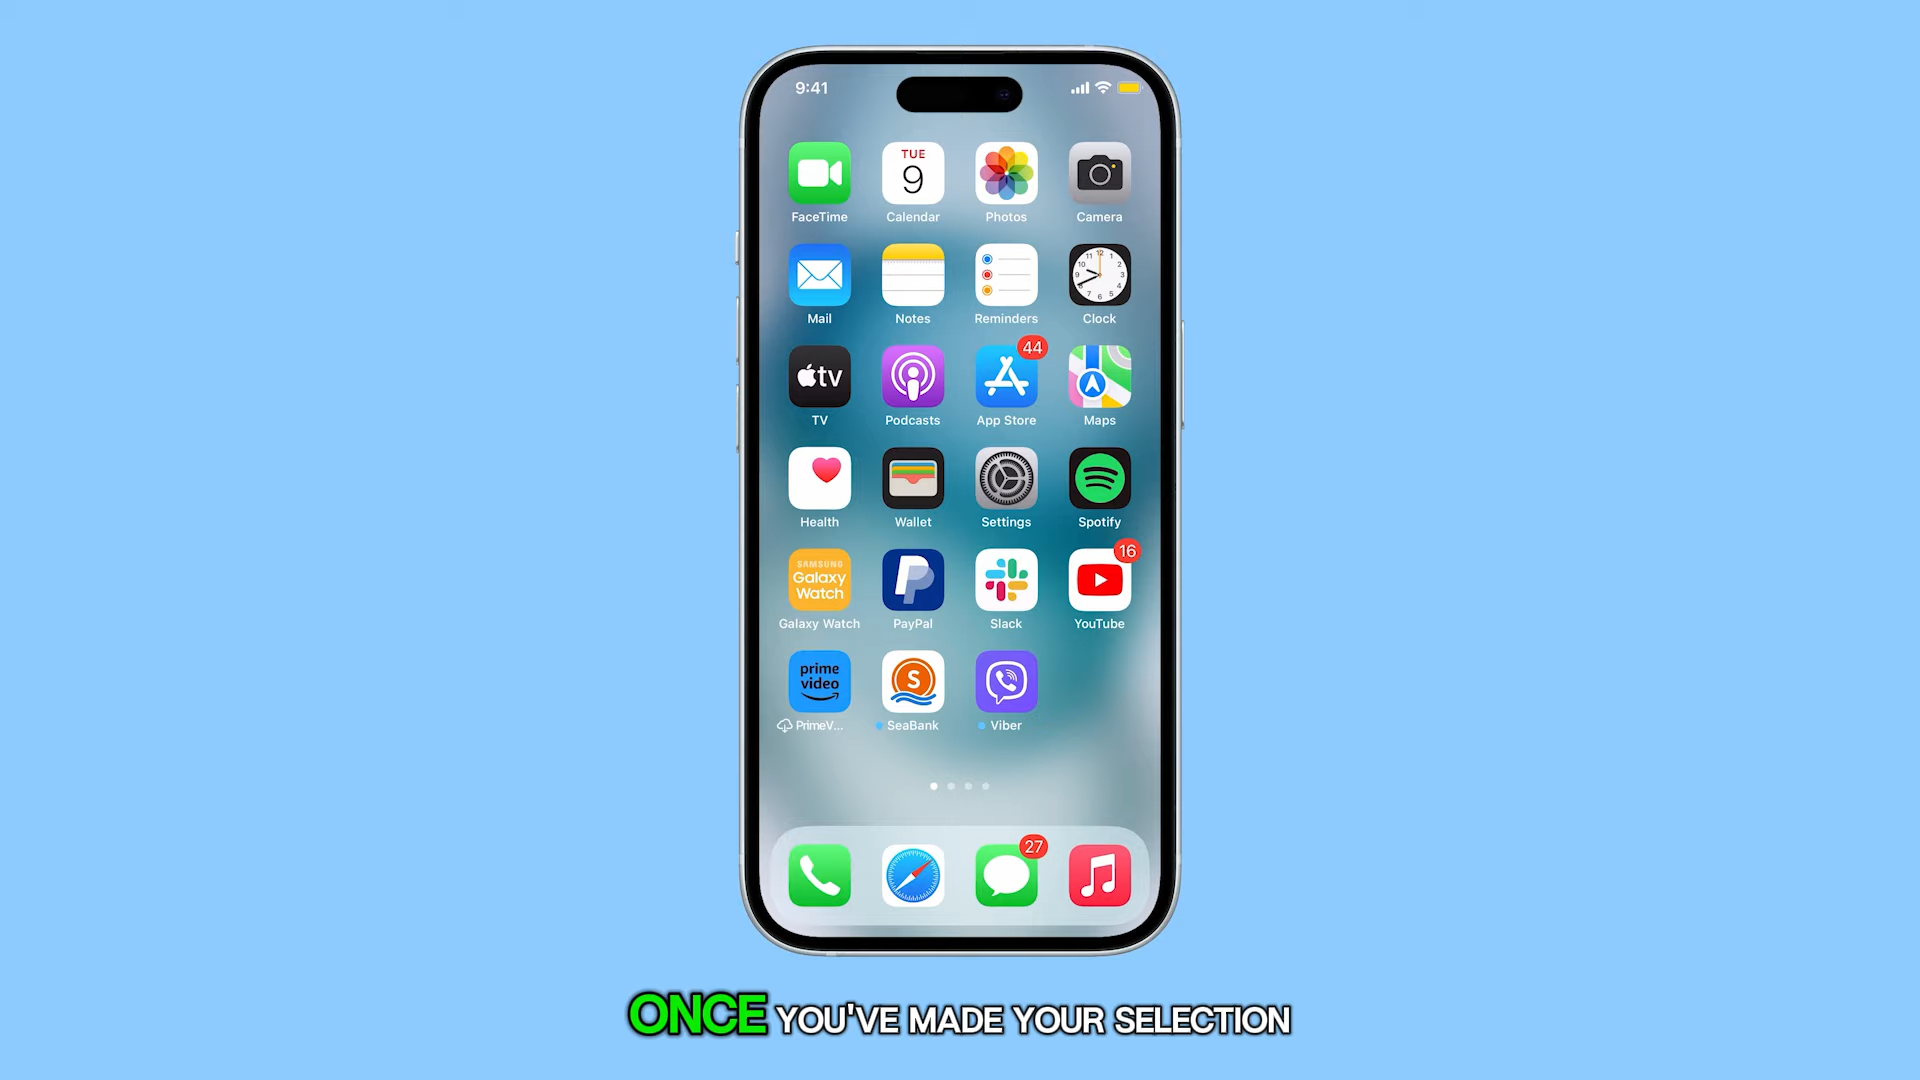 9:41
TUE
9
FaceTime
Calendar
Photos
Camera
Mail
Notes
Reminders
Clock
tv
44
TV
Podcasts
App Store
Maps
Health
Wallet
Settings
Spotify
SAMSUNG
Galaxy
Watch
16
Galaxy Watch
PayPal
Slack
YouTube
prime
video
S
PrimeV...
SeaBank
Viber
27
ONCE YOU'VE MADE YOUR SELECTION